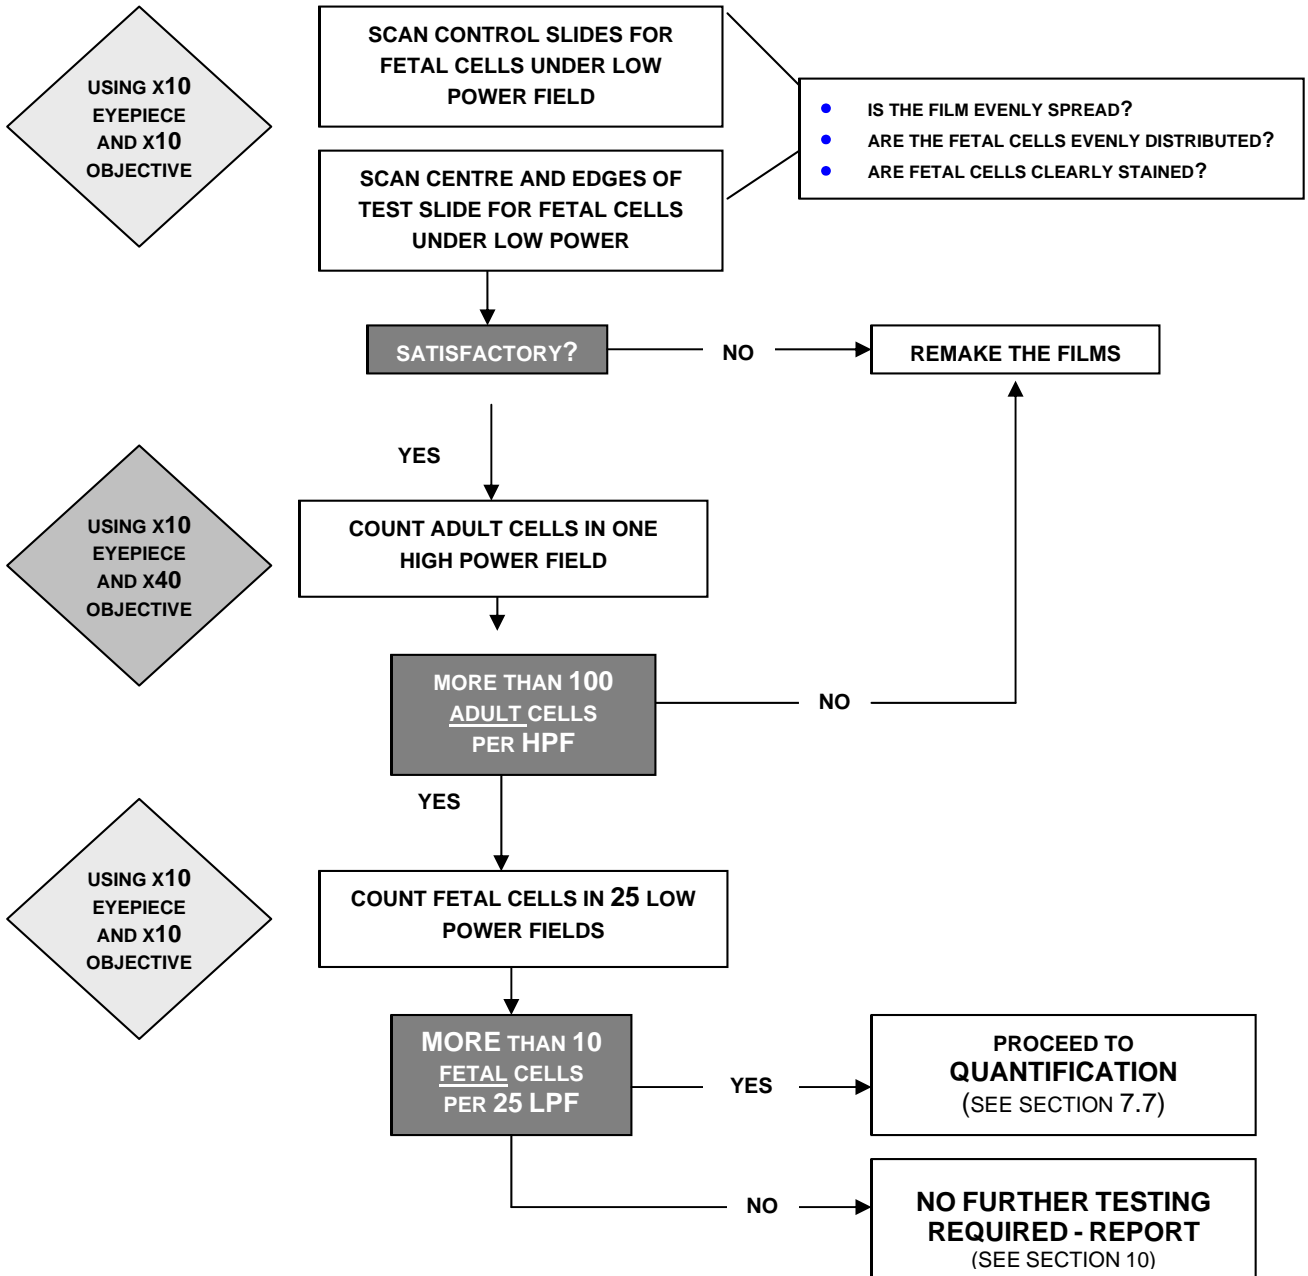 USING X10
EYEPIECE
AND X10
OBJECTIVE
SCAN CONTROL SLIDES FOR
FETAL CELLS UNDER LOW
POWER FIELD
IS THE FILM EVENLY SPREAD?
ARE THE FETAL CELLS EVENLY DISTRIBUTED?
ARE FETAL CELLS CLEARLY STAINED?
SCAN CENTRE AND EDGES OF
TEST SLIDE FOR FETAL CELLS
UNDER LOW POWER
SATISFACTORY?
NO
REMAKE THE FILMS
YES
USING X10
EYEPIECE
AND X40
OBJECTIVE
COUNT ADULT CELLS IN ONE
HIGH POWER FIELD
MORE THAN 100
ADULT CELLS
PER HPF
NO
YES
USING X10
EYEPIECE
AND X10
OBJECTIVE
COUNT FETAL CELLS IN 25 LOW
POWER FIELDS
MORE THAN 10
FETAL CELLS
PER 25 LPF
YES
PROCEED TO
QUANTIFICATION
(SEE SECTION 7.7)
NO
NO FURTHER TESTING
REQUIRED - REPORT
(SEE SECTION 10)